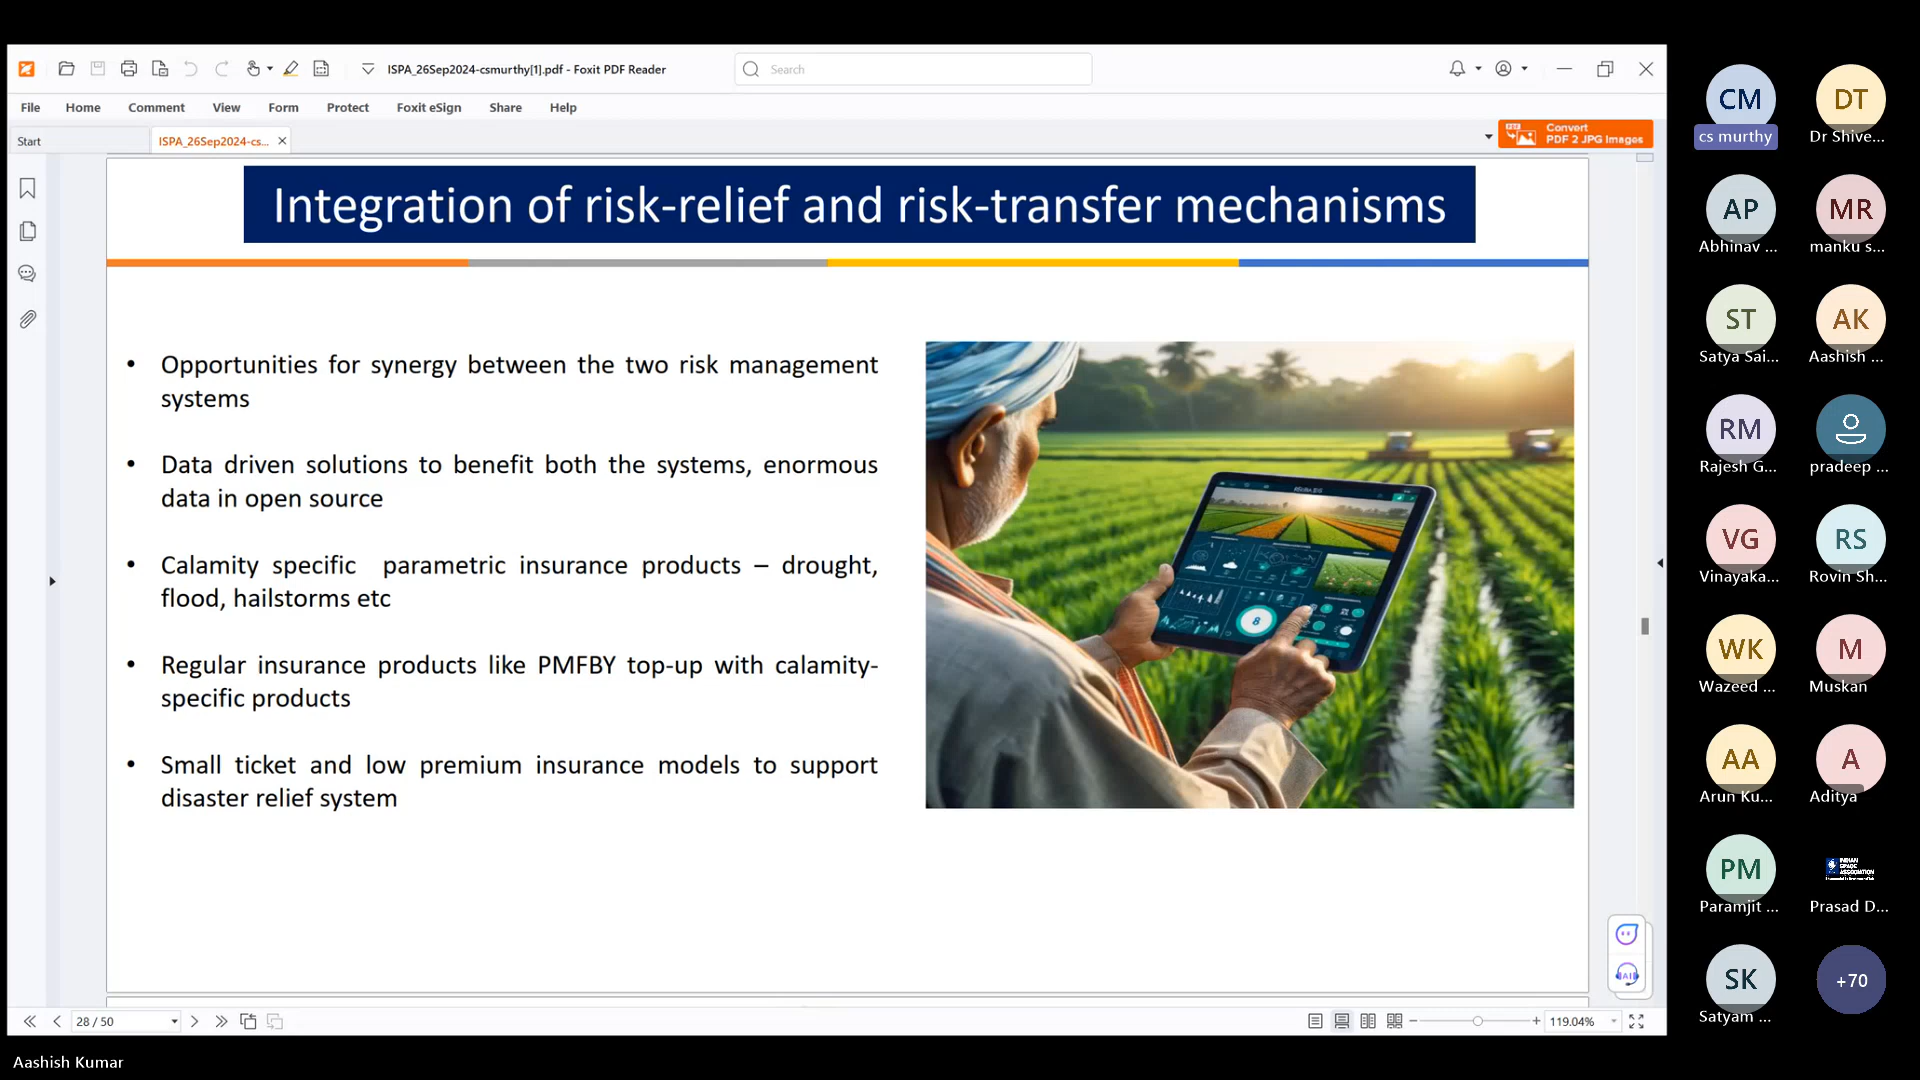 ISPA_26Sep2024-csmurthy[1].pdf - Foxit PDF Reader
Search
File Home Comment View Form Protect Foxit eSign Share Help
Start
ISPA_26Sep2024-cs...
Convert
PDF 2 JPG Images
Integration of risk-relief and risk-transfer mechanisms
• Opportunities for synergy between the two risk management
systems
• Data driven solutions to benefit both the systems, enormous
data in open source
• Calamity specific parametric insurance products – drought,
flood, hailstorms etc
• Regular insurance products like PMFBY top-up with calamity-
specific products
• Small ticket and low premium insurance models to support
disaster relief system
8
28 / 50
119.04%
CM
cs murthy
DT
Dr Shive...
AP
Abhinav ...
MR
manku s...
ST
Satya Sai...
AK
Aashish ...
RM
Rajesh G...
pradeep ...
VG
Vinayaka...
RS
Rovin Sh...
WK
Wazeed ...
M
Muskan
AA
Arun Ku...
A
Aditya
PM
Paramjit ...
INDIAN
SPACE
ASSOCIATION
Prasad D...
SK
Satyam ...
+70
Aashish Kumar